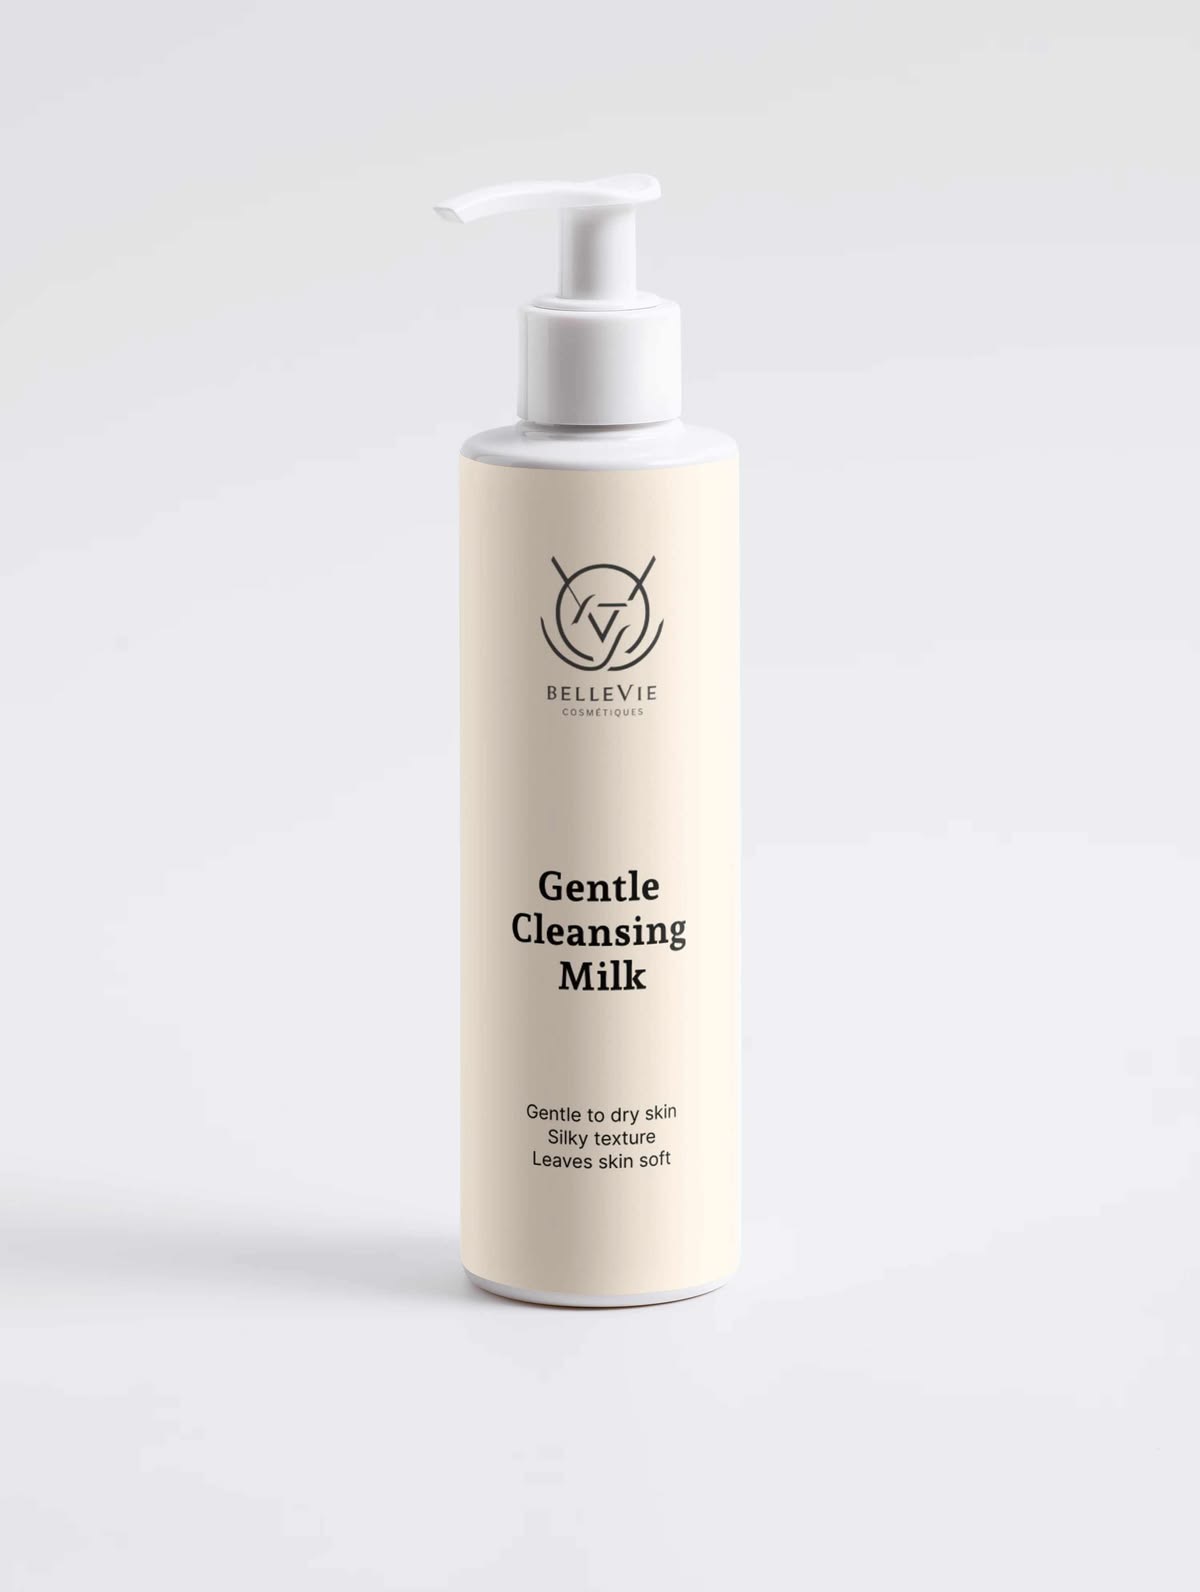 BELLEVIE
COSMÉTIQUES
Gentle
Cleansing
Milk
Gentle to dry skin
Silky texture
Leaves skin soft